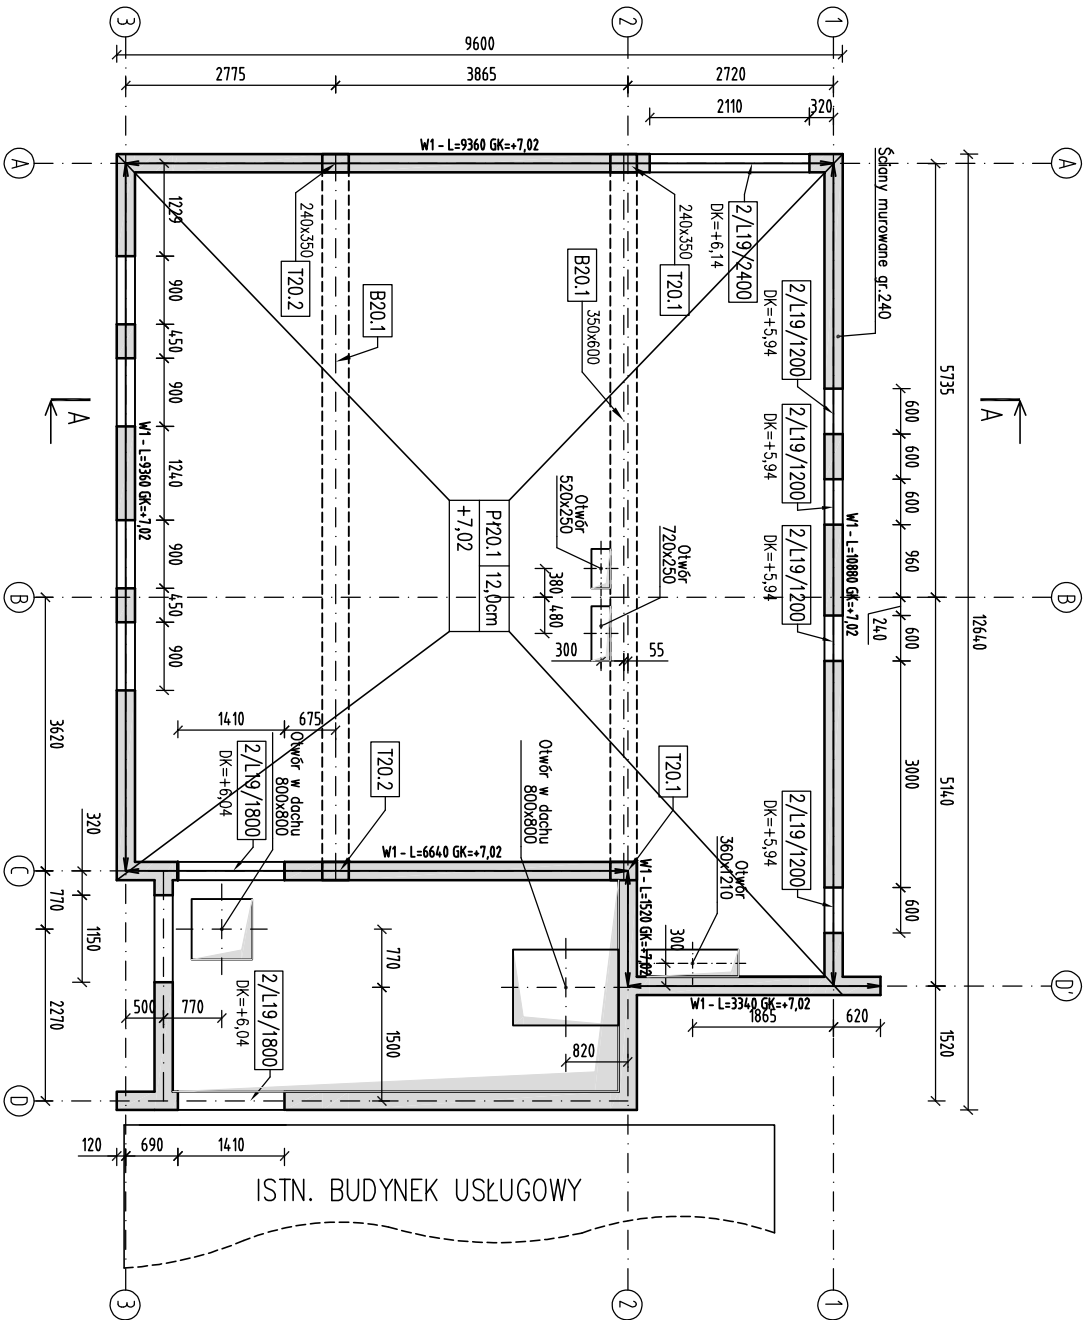 3
2
1
9600
2775
3865
2720
2110
320
W1 - L=9360 GK=+7,02
A
A
Ściany murowane gr.240
1229
240x350
T20.2
240x350
T20.1
2/L19/2400
DK=+6,14
B20.1
B20.1
350x600
2/L19/1200
DK=+5,94
2/L19/1200
DK=+5,94
2/L19/1200
DK=+5,94
2/L19/1200
DK=+5,94
900
450
900
1240
900
450
900
W1 - L=9360 GK=+7,02
A
A
5735
600
600
600
960
240
600
3000
600
W1 - L=10880 GK=+7,02
12640
5140
1520
Otwór
520x250
Otwór
720x250
Pł20.1
12,0cm
+7,02
380
480
300
55
B
B
3620
1410
675
2/L19/1800
DK=+6,04
Otwór w dachu
800x800
T20.2
Otwór w dachu
800x800
T20.1
Otwór
360x1210
320
C
W1 - L=6640 GK=+7,02
W1 - L=1520 GK=+7,02
300
770
1150
2270
500
770
2/L19/1800
DK=+6,04
770
1500
820
W1 - L=3340 GK=+7,02
1865
620
D'
D
120
690
1410
ISTN. BUDYNEK USŁUGOWY
3
2
1